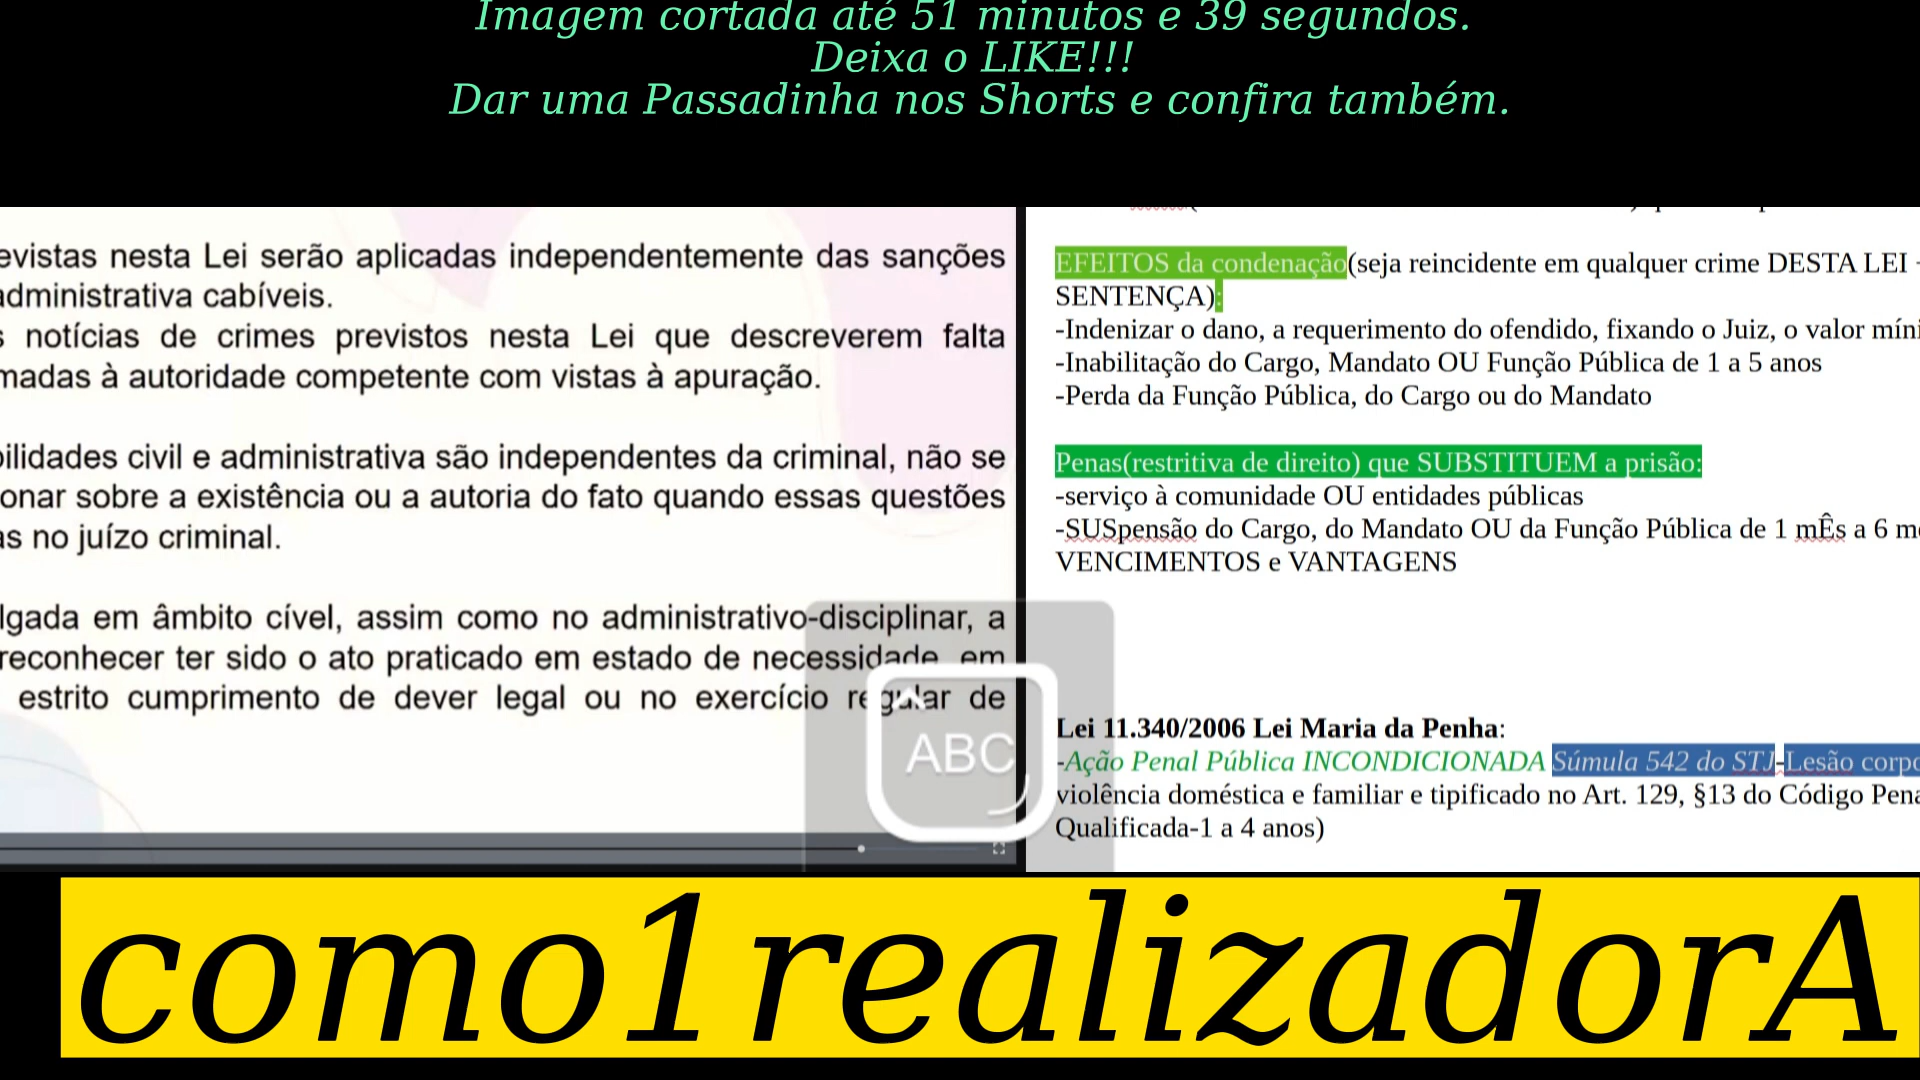 Imagem cortada até 51 minutos e 39 segundos.
Deixa o LIKE!!!
Dar uma Passadinha nos Shorts e confira também.
evistas nesta Lei serão aplicadas independentemente das sanções
administrativa cabíveis.
s notícias de crimes previstos nesta Lei que descreverem falta
madas à autoridade competente com vistas à apuração.
ilidades civil e administrativa são independentes da criminal, não se
onar sobre a existência ou a autoria do fato quando essas questões
as no juízo criminal.
lgada em âmbito cível, assim como no administrativo-disciplinar, a
reconhecer ter sido o ato praticado em estado de necessidade, em
estrito cumprimento de dever legal ou no exercício regular de
EFEITOS da condenação(seja reincidente em qualquer crime DESTA LEI
SENTENÇA):
-Indenizar o dano, a requerimento do ofendido, fixando o Juiz, o valor míni
-Inabilitação do Cargo, Mandato OU Função Pública de 1 a 5 anos
-Perda da Função Pública, do Cargo ou do Mandato
Penas(restritiva de direito) que SUBSTITUEM a prisão:
-serviço à comunidade OU entidades públicas
-SUSpensão do Cargo, do Mandato OU da Função Pública de 1 mÊs a 6 me
VENCIMENTOS e VANTAGENS
Lei 11.340/2006 Lei Maria da Penha:
-Ação Penal Pública INCONDICIONADA Súmula 542 do STJ-Lesão corpo
violência doméstica e familiar e tipificado no Art. 129, §13 do Código Pena
Qualificada-1 a 4 anos)
ABC
como1realizadorA